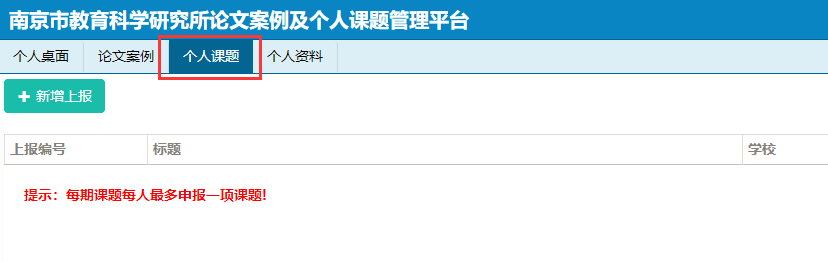 南京市教育科学研究所论文案例及个人课题管理平台
个人桌面 论文案例 个人课题 个人资料
新增上报
上报编号 标题 学校
提示：每期课题每人最多申报一项课题!